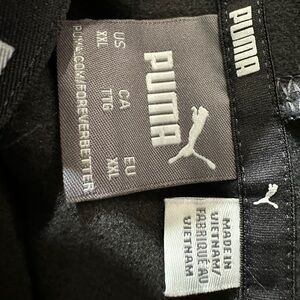 PUMA
US CA EU
XXL TTG XXL
PUMA.COM/FOREVERBETTER
PUMA
MADE IN
VIETNAM/
FABRIQUÉ AU
VIETNAM